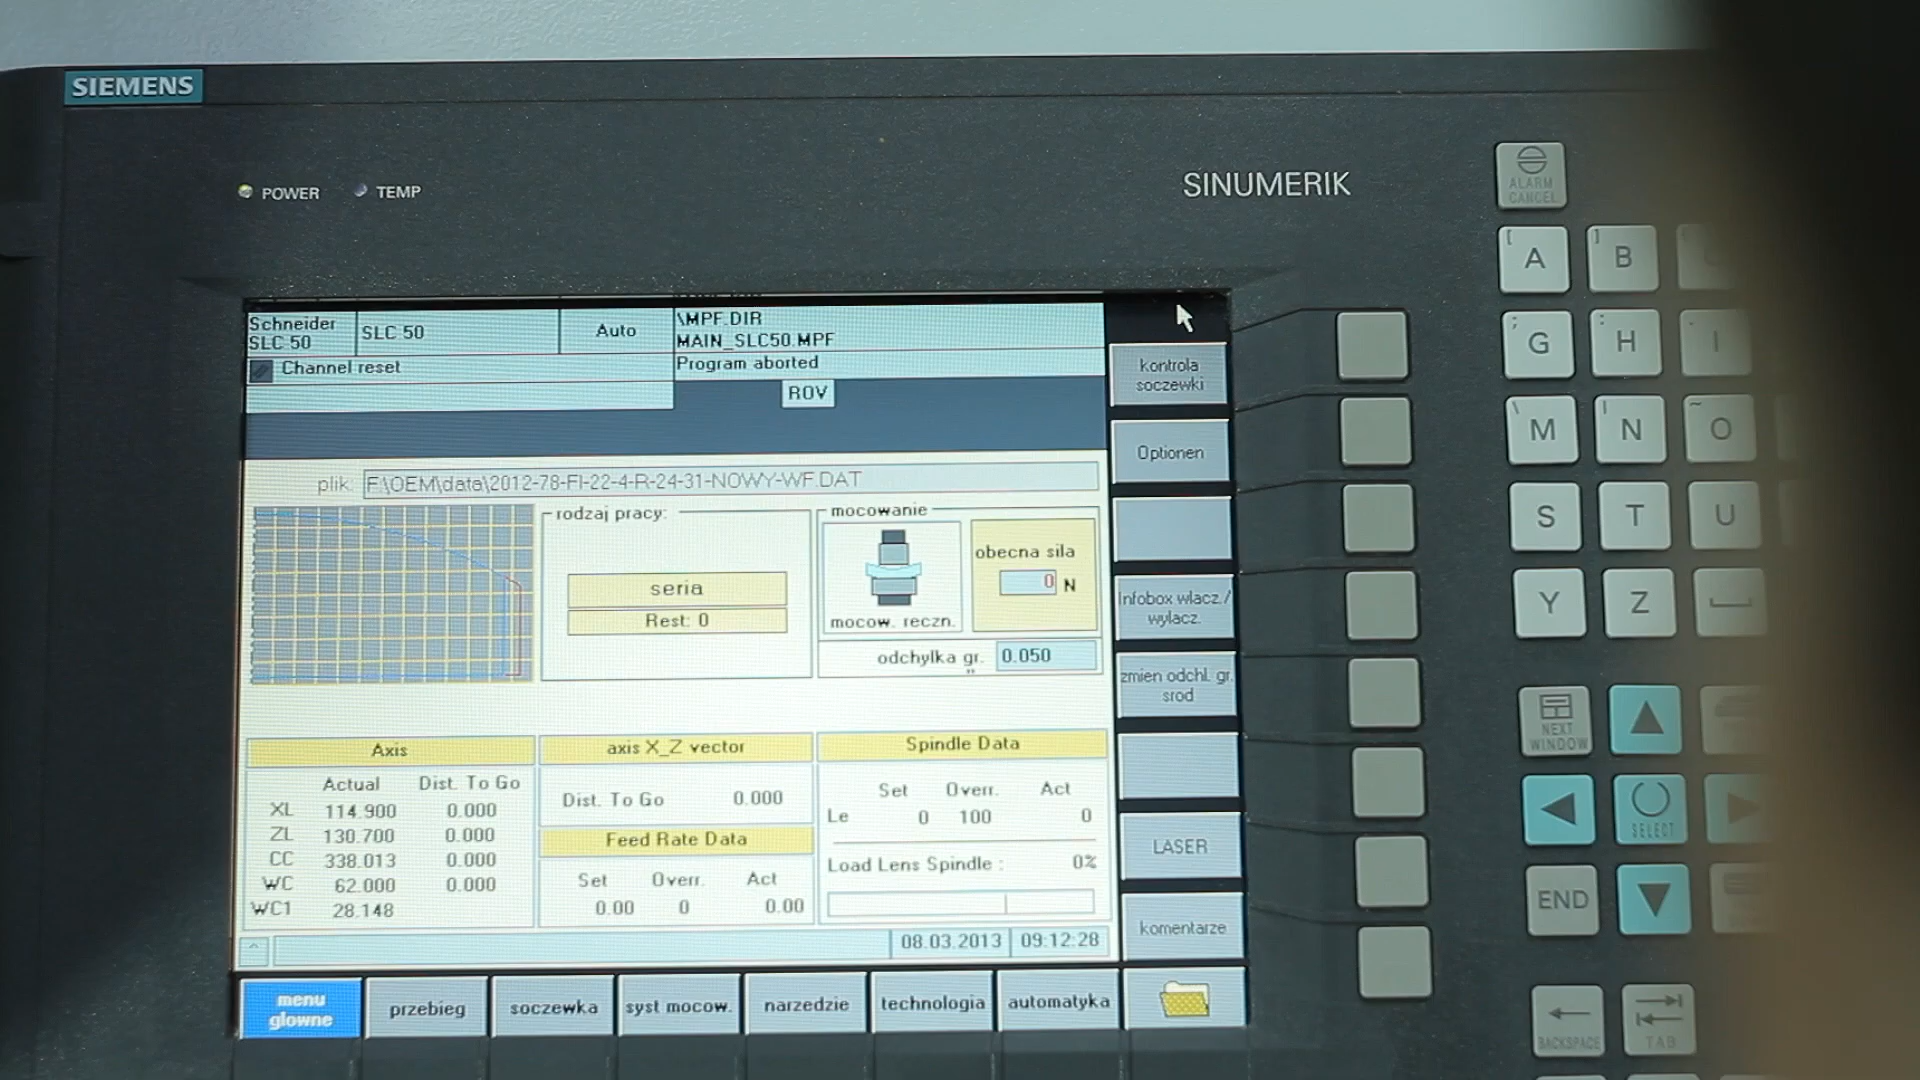 SIEMENS
POWER TEMP
SINUMERIK
ALARM
CANCEL
Schneider
SLC 50
SLC 50
Auto
\MPF.DIR
MAIN_SLC50.MPF
Channel reset
Program aborted
ROV
plik: F:\OEM\data\2012-78-FI-22-4-R-24-31-NOWY-WF.DAT
rodzaj pracy:
seria
Rest: 0
mocowanie
mocow. reczn.
obecna sila
0 N
odchylka gr. 0.050
Axis
Actual Dist. To Go
XL 114.900 0.000
ZL 130.700 0.000
CC 338.013 0.000
WC 62.000 0.000
WC1 28.148
axis X_Z vector
Dist. To Go 0.000
Feed Rate Data
Set Overr. Act
0.00 0 0.00
Spindle Data
Set Overr. Act
Le 0 100 0
Load Lens Spindle : 0%
08.03.2013 09:12:28
kontrola
soczewki
Optionen
Infobox wlacz./
wylacz.
zmien odchl. gr.
srod
LASER
komentarze
menu
glowne
przebieg
soczewka
syst mocow.
narzedzie
technologia
automatyka
[ A ] B
; G : H I
\ M | N ~ O
S T U
Y Z
NEXT
WINDOW
SELECT
END
BACKSPACE
TAB